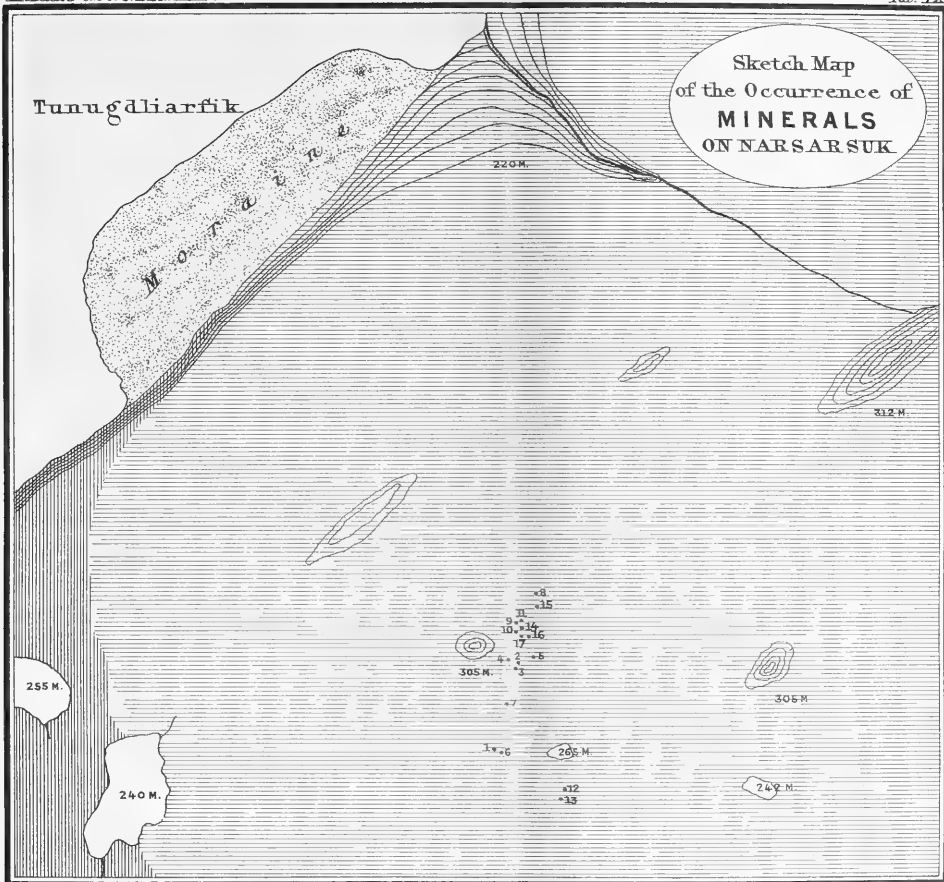 Sketch Map
of the Occurrence of
MINERALS
ON NARSARSUK
Tunugdliarfik
Moraine
220 M.
312 M.
8
15
11
9
14
10
16
17
2
5
4
3
305 M.
305 M
255 M.
7
1
6
265 M.
12
13
240 M.
242 M.